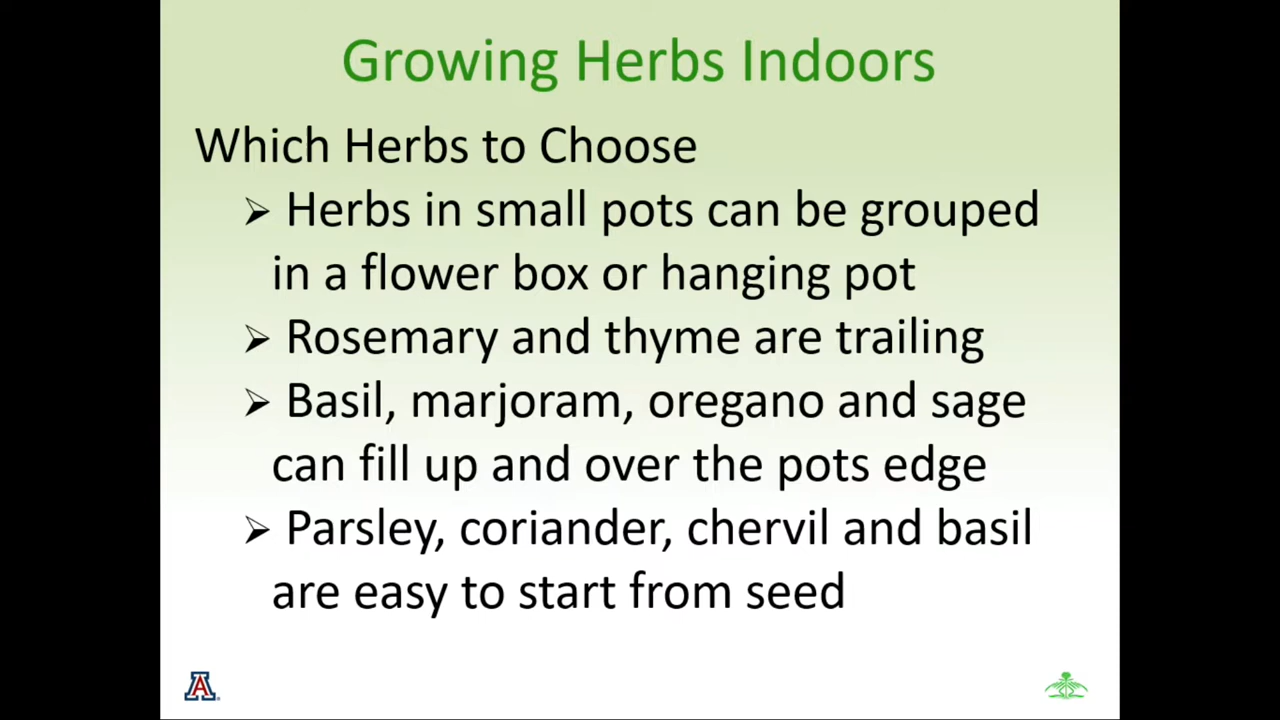 Growing Herbs Indoors
Which Herbs to Choose
➢ Herbs in small pots can be grouped
in a flower box or hanging pot
➢ Rosemary and thyme are trailing
➢ Basil, marjoram, oregano and sage
can fill up and over the pots edge
➢ Parsley, coriander, chervil and basil
are easy to start from seed
A